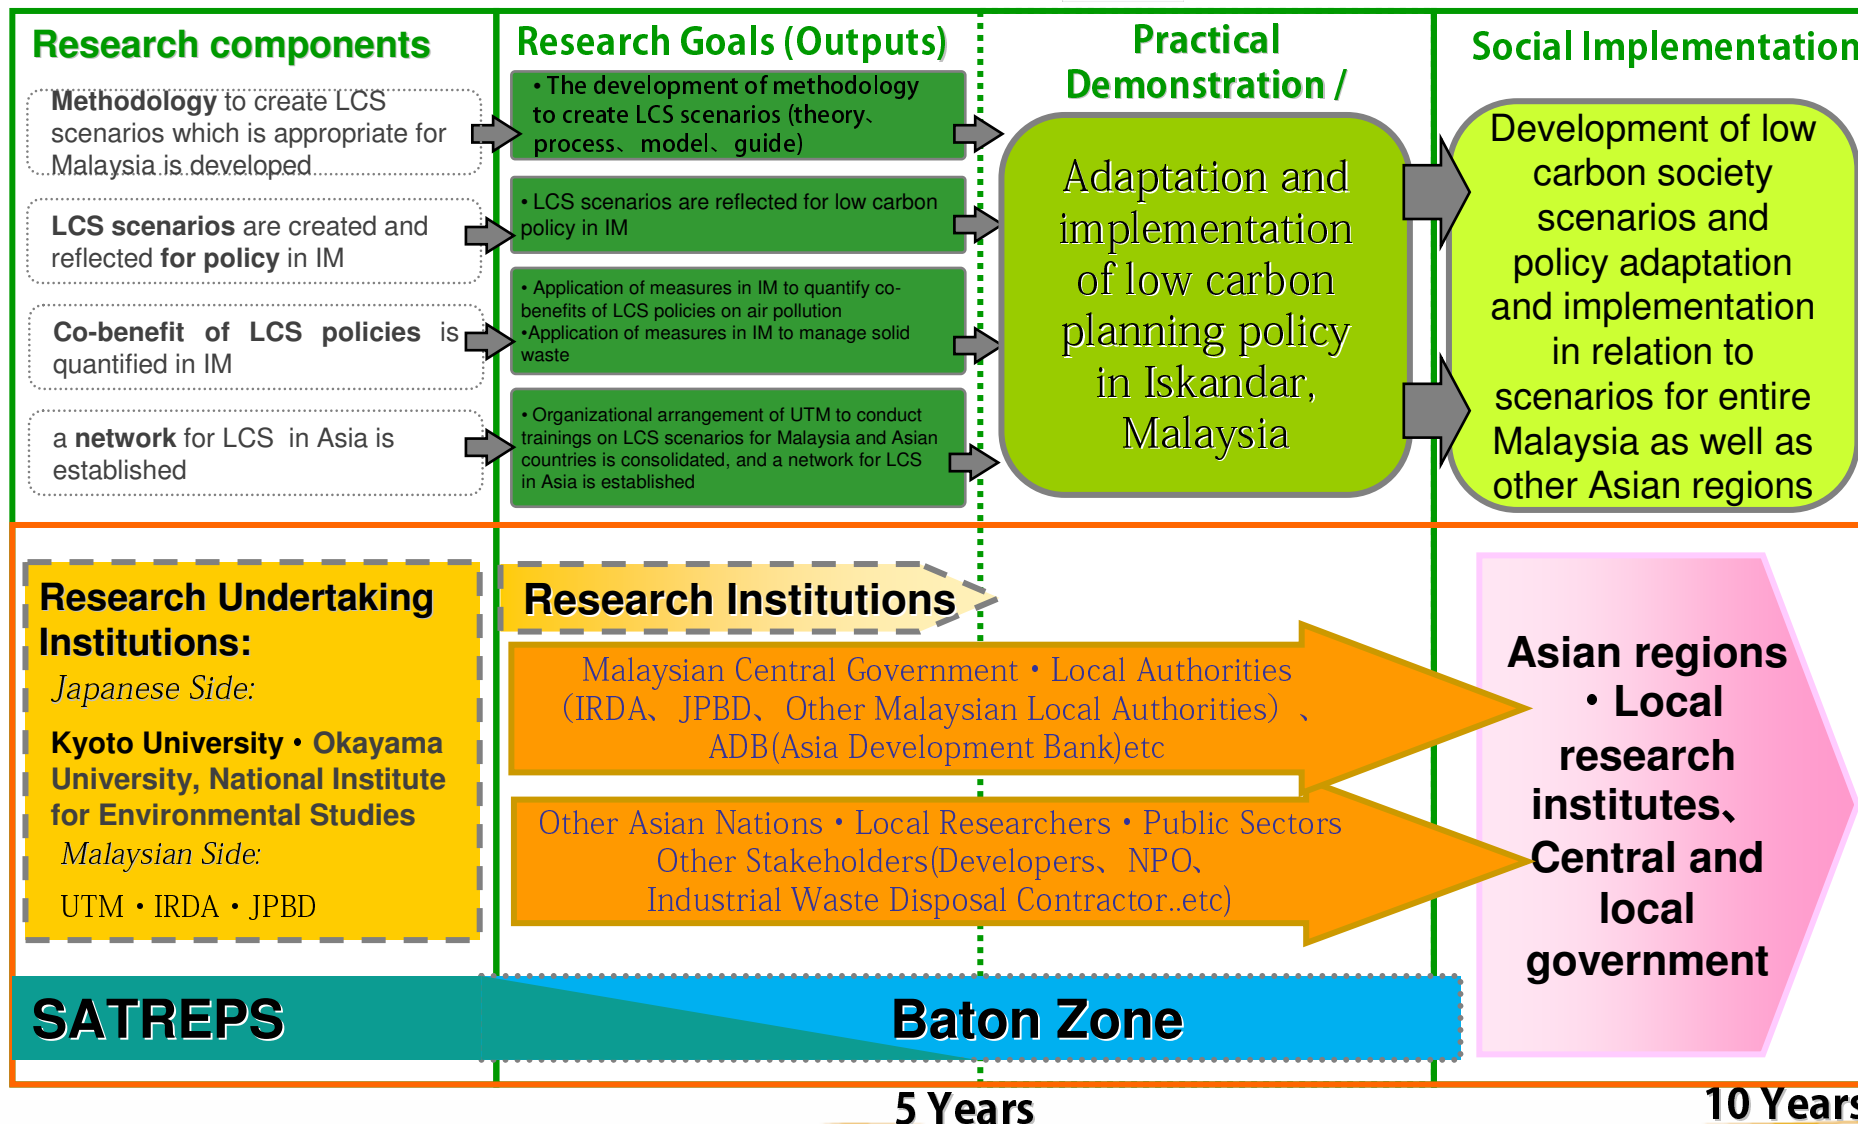 Research components
Methodology to create LCS
scenarios which is appropriate for
Malaysia is developed
LCS scenarios are created and
reflected for policy in IM
Co-benefit of LCS policies is
quantified in IM
a network for LCS in Asia is
established
Research Goals (Outputs)
• The development of methodology
to create LCS scenarios (theory、
process、model、guide)
• LCS scenarios are reflected for low carbon
policy in IM
• Application of measures in IM to quantify co-
benefits of LCS policies on air pollution
•Application of measures in IM to manage solid
waste
• Organizational arrangement of UTM to conduct
trainings on LCS scenarios for Malaysia and Asian
countries is consolidated, and a network for LCS
in Asia is established
Practical
Demonstration /
Adaptation and
implementation
of low carbon
planning policy
in Iskandar,
Malaysia
Social Implementation
Development of low
carbon society
scenarios and
policy adaptation
and implementation
in relation to
scenarios for entire
Malaysia as well as
other Asian regions
Research Undertaking
Institutions:
Japanese Side:
Kyoto University・Okayama
University, National Institute
for Environmental Studies
Malaysian Side:
UTM・IRDA・JPBD
Research Institutions
Malaysian Central Government・Local Authorities
（IRDA、JPBD、Other Malaysian Local Authorities）、
ADB(Asia Development Bank)etc
Other Asian Nations・Local Researchers・Public Sectors
Other Stakeholders(Developers、NPO、
Industrial Waste Disposal Contractor..etc)
Asian regions
・Local
research
institutes、
Central and
local
government
SATREPS
Baton Zone
5 Years
10 Years